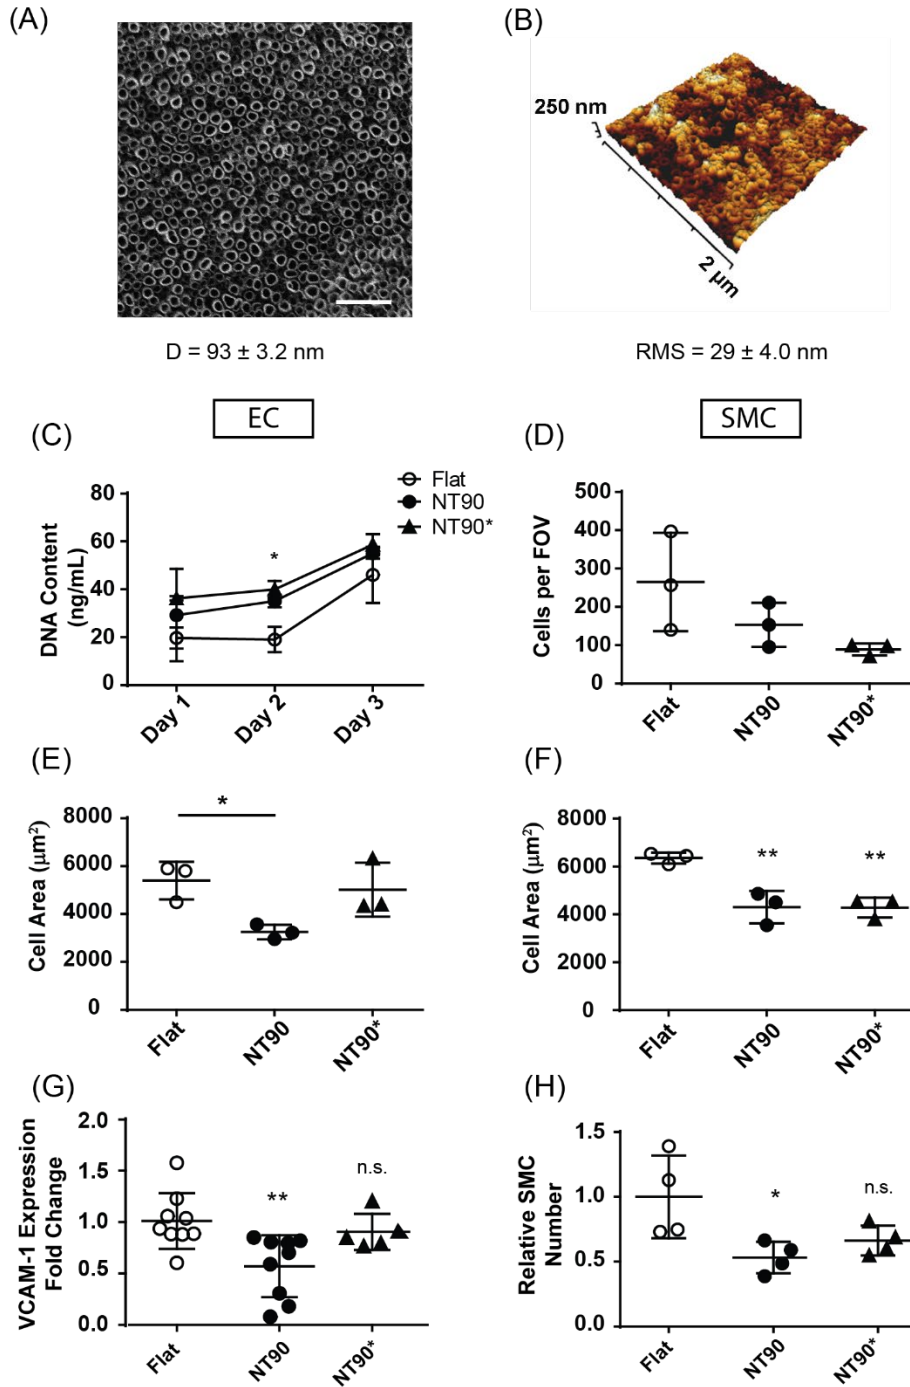 (A)
(B)
250 nm
2 µm
D = 93 ± 3.2 nm
RMS = 29 ± 4.0 nm
EC
SMC
(C)
Flat
NT90
NT90*
DNA Content
(ng/mL)
80
60
40
20
0
*
Day 1
Day 2
Day 3
(D)
Cells per FOV
500
400
300
200
100
0
Flat
NT90
NT90*
(E)
Cell Area (µm²)
8000
6000
4000
2000
0
*
Flat
NT90
NT90*
(F)
Cell Area (µm²)
8000
6000
4000
2000
0
**
**
Flat
NT90
NT90*
(G)
VCAM-1 Expression
Fold Change
2.0
1.5
1.0
0.5
0.0
**
n.s.
Flat
NT90
NT90*
(H)
Relative SMC
Number
1.5
1.0
0.5
0.0
*
n.s.
Flat
NT90
NT90*